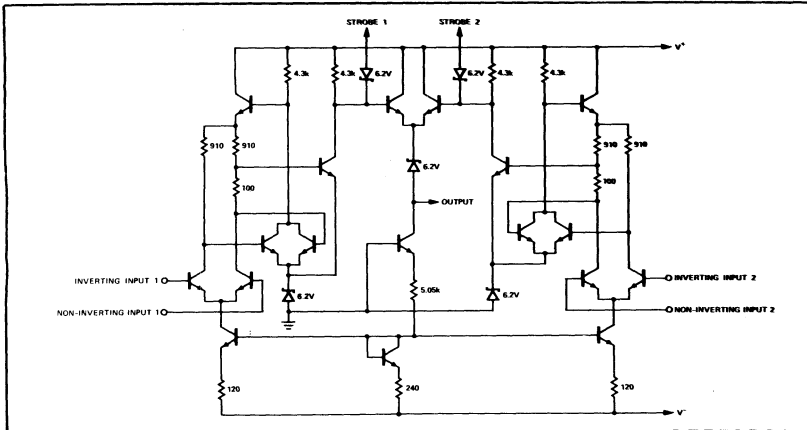 STROBE 1 STROBE 2
V+
4.3k 4.3k 6.2V 6.2V 4.3k 4.3k
910 910 6.2V 910 910
100 100
OUTPUT
INVERTING INPUT 1 6.2V 5.05k 6.2V INVERTING INPUT 2
NON-INVERTING INPUT 1 NON-INVERTING INPUT 2
120 240 120
V-